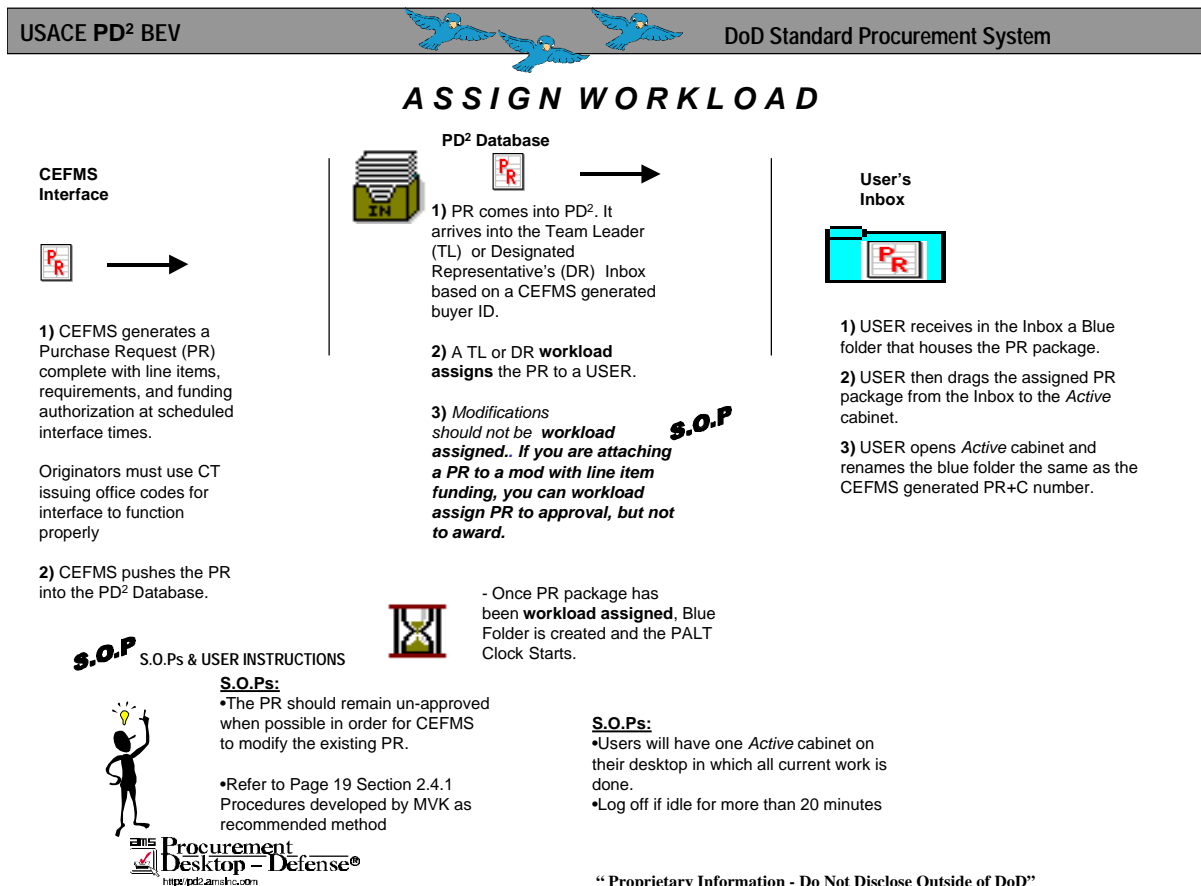 USACE PD² BEV
DoD Standard Procurement System
ASSIGN WORKLOAD
CEFMS
Interface
PR
1) CEFMS generates a
Purchase Request (PR)
complete with line items,
requirements, and funding
authorization at scheduled
interface times.
Originators must use CT
issuing office codes for
interface to function
properly
2) CEFMS pushes the PR
into the PD² Database.
PD² Database
IN
PR
1) PR comes into PD². It
arrives into the Team Leader
(TL) or Designated
Representative's (DR) Inbox
based on a CEFMS generated
buyer ID.
2) A TL or DR workload
assigns the PR to a USER.
3) Modifications
should not be workload
assigned.. If you are attaching
a PR to a mod with line item
funding, you can workload
assign PR to approval, but not
to award.
S.O.P
- Once PR package has
been workload assigned, Blue
Folder is created and the PALT
Clock Starts.
User's
Inbox
PR
1) USER receives in the Inbox a Blue
folder that houses the PR package.
2) USER then drags the assigned PR
package from the Inbox to the Active
cabinet.
3) USER opens Active cabinet and
renames the blue folder the same as the
CEFMS generated PR+C number.
S.O.P
S.O.Ps & USER INSTRUCTIONS
S.O.Ps:
•The PR should remain un-approved
when possible in order for CEFMS
to modify the existing PR.
•Refer to Page 19 Section 2.4.1
Procedures developed by MVK as
recommended method
S.O.Ps:
•Users will have one Active cabinet on
their desktop in which all current work is
done.
•Log off if idle for more than 20 minutes
ams Procurement
Desktop – Defense®
http://pd2.amsinc.com
“ Proprietary Information - Do Not Disclose Outside of DoD”